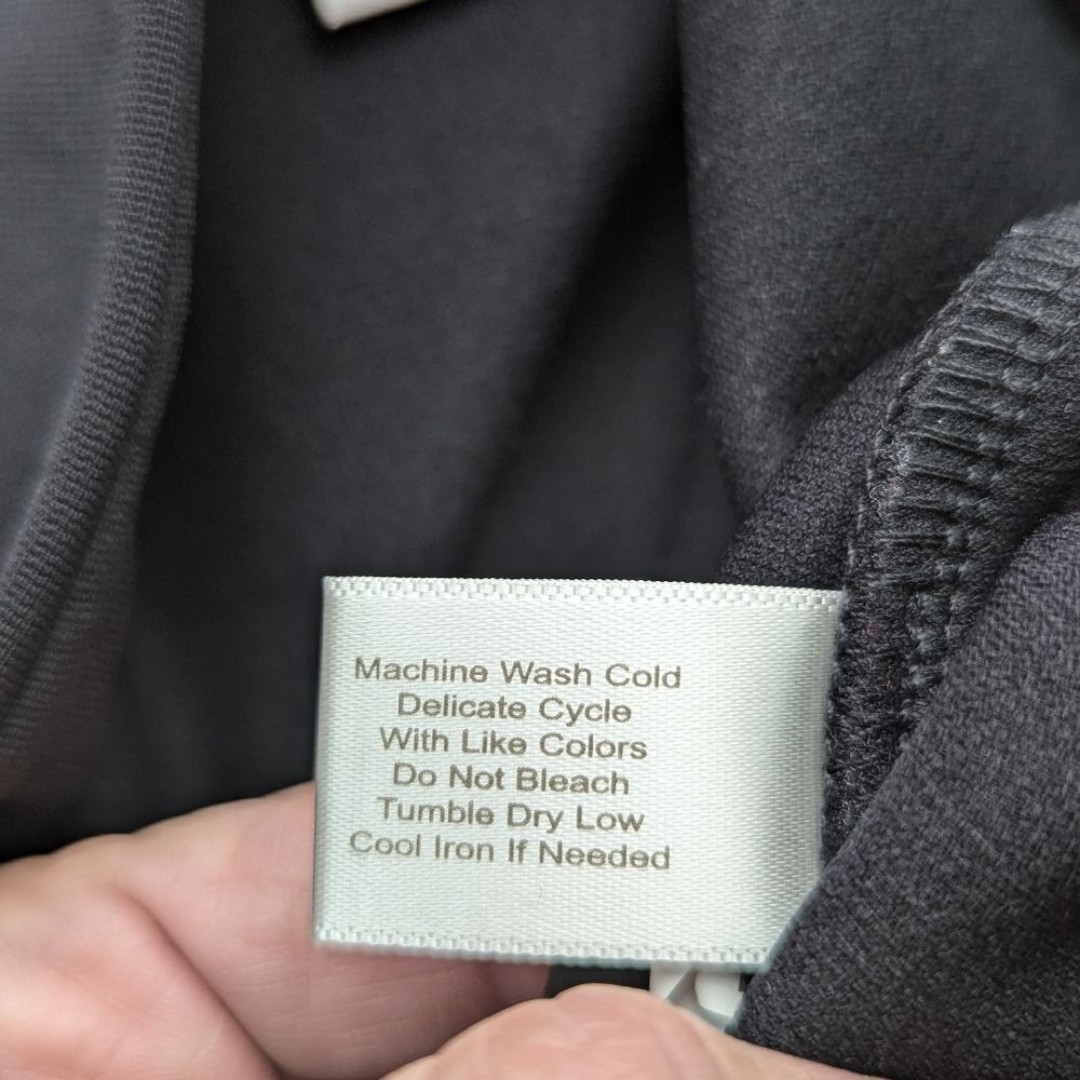 Machine Wash Cold
Delicate Cycle
With Like Colors
Do Not Bleach
Tumble Dry Low
Cool Iron If Needed